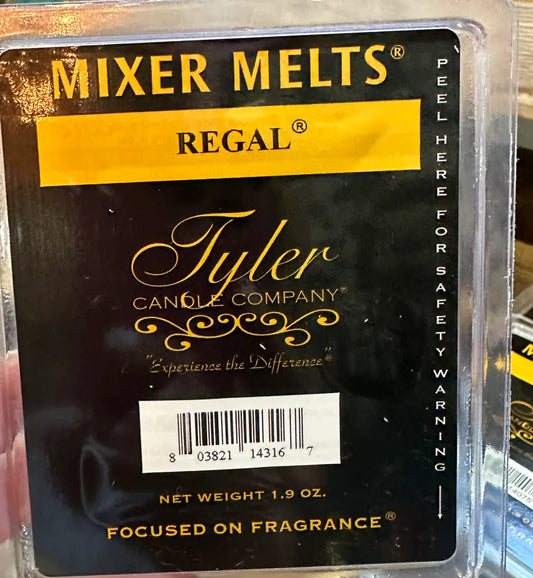 MIXER MELTS®
REGAL®
Tyler
CANDLE COMPANY®
"Experience the Difference"®
8 03821 14316 7
NET WEIGHT 1.9 OZ.
FOCUSED ON FRAGRANCE®
PEEL HERE FOR SAFETY WARNING